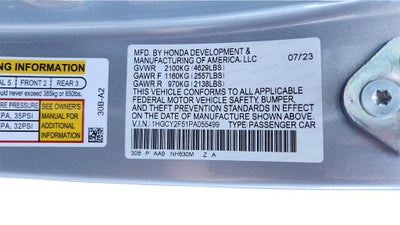 MFD. BY HONDA DEVELOPMENT &
MANUFACTURING OF AMERICA, LLC 07/23
GVWR 2100KG (4629LBS)
GAWR F 1160KG (2557LBS)
GAWR R 970KG (2138LBS)
THIS VEHICLE CONFORMS TO ALL APPLICABLE
FEDERAL MOTOR VEHICLE SAFETY, BUMPER,
AND THEFT PREVENTION STANDARDS IN EFFECT
ON THE DATE OF MANUFACTURE SHOWN ABOVE.
V.I.N.: 1HGCY2F51PA055499
TYPE: PASSENGER CAR
30B P AA9 NH830M Z A
30B-A2
ING INFORMATION
AL 5 FRONT 2 REAR 3
ould never exceed 385kg or 850lbs.
E PRESSURE
PA, 35PSI
PA, 32PSI
SEE OWNER'S
MANUAL FOR
ADDITIONAL
INFORMATION